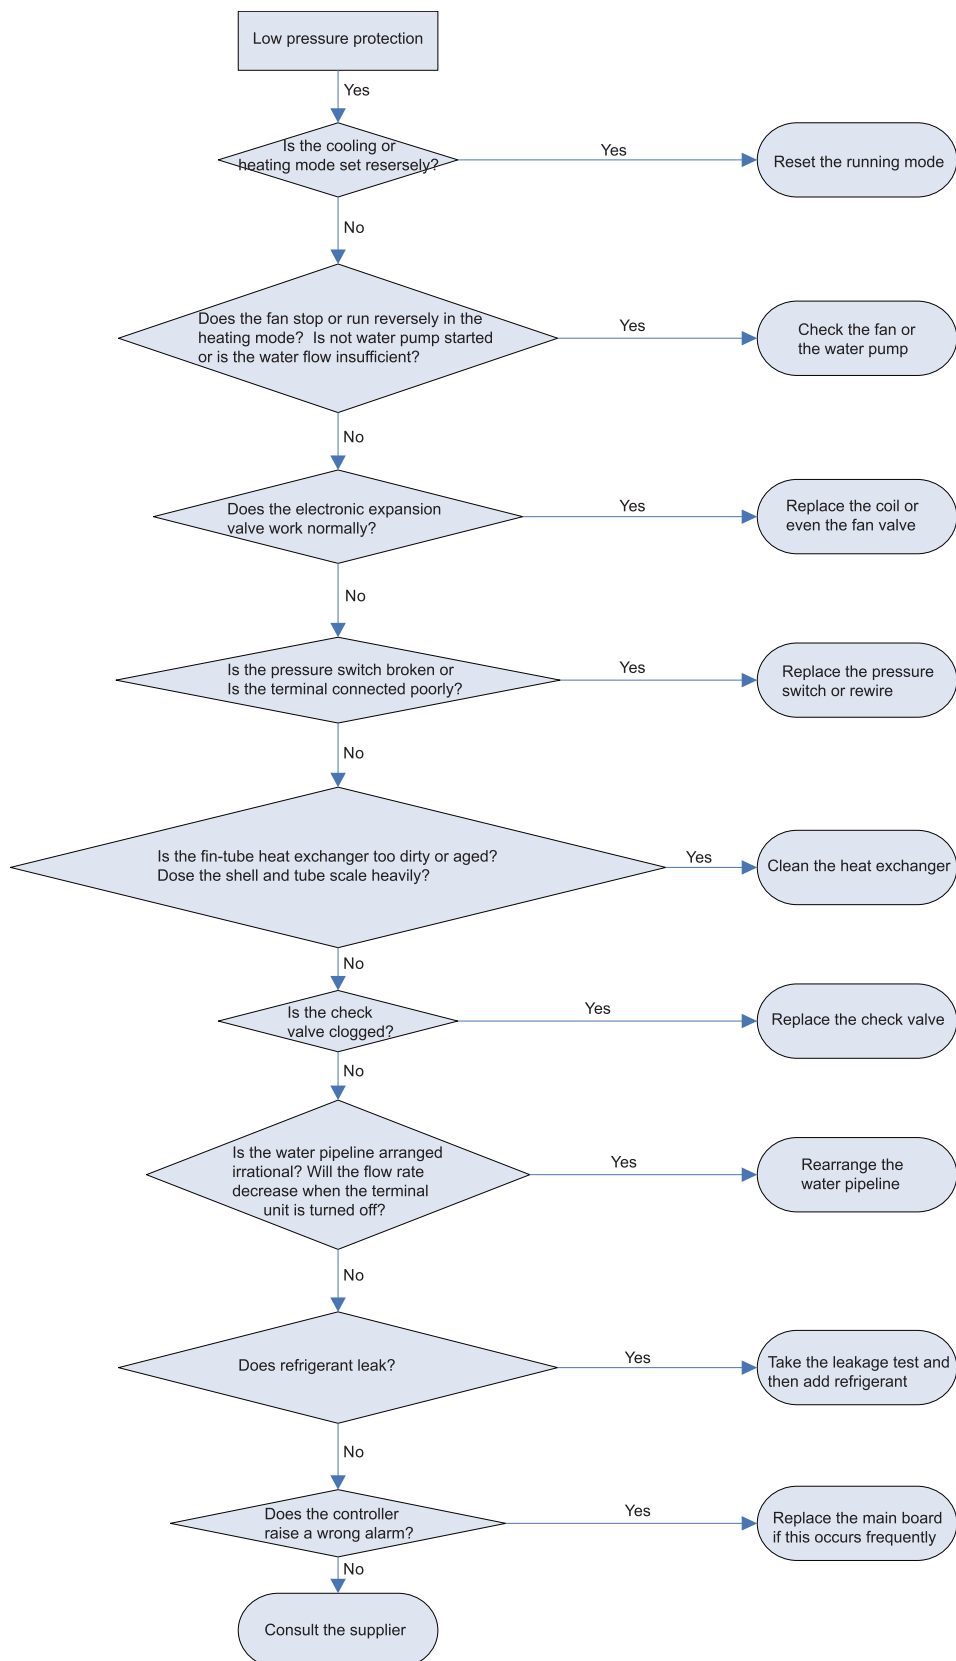 Low pressure protection
Yes
Is the cooling or
heating mode set resersely?
Yes
Reset the running mode
No
Does the fan stop or run reversely in the
heating mode?  Is not water pump started
or is the water flow insufficient?
Yes
Check the fan or
the water pump
No
Does the electronic expansion
valve work normally?
Yes
Replace the coil or
even the fan valve
No
Is the pressure switch broken or
Is the terminal connected poorly?
Yes
Replace the pressure
switch or rewire
No
Is the fin-tube heat exchanger too dirty or aged?
Dose the shell and tube scale heavily?
Yes
Clean the heat exchanger
No
Is the check
valve clogged?
Yes
Replace the check valve
No
Is the water pipeline arranged
irrational? Will the flow rate
decrease when the terminal
unit is turned off?
Yes
Rearrange the
water pipeline
No
Does refrigerant leak?
Yes
Take the leakage test and
then add refrigerant
No
Does the controller
raise a wrong alarm?
Yes
Replace the main board
if this occurs frequently
No
Consult the supplier